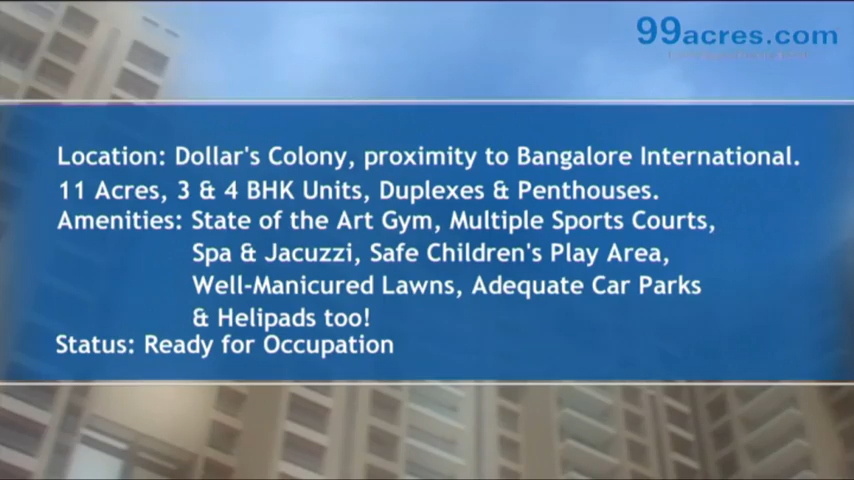 99acres.com
Location: Dollar's Colony, proximity to Bangalore International.
11 Acres, 3 & 4 BHK Units, Duplexes & Penthouses.
Amenities: State of the Art Gym, Multiple Sports Courts,
Spa & Jacuzzi, Safe Children's Play Area,
Well-Manicured Lawns, Adequate Car Parks
& Helipads too!
Status: Ready for Occupation